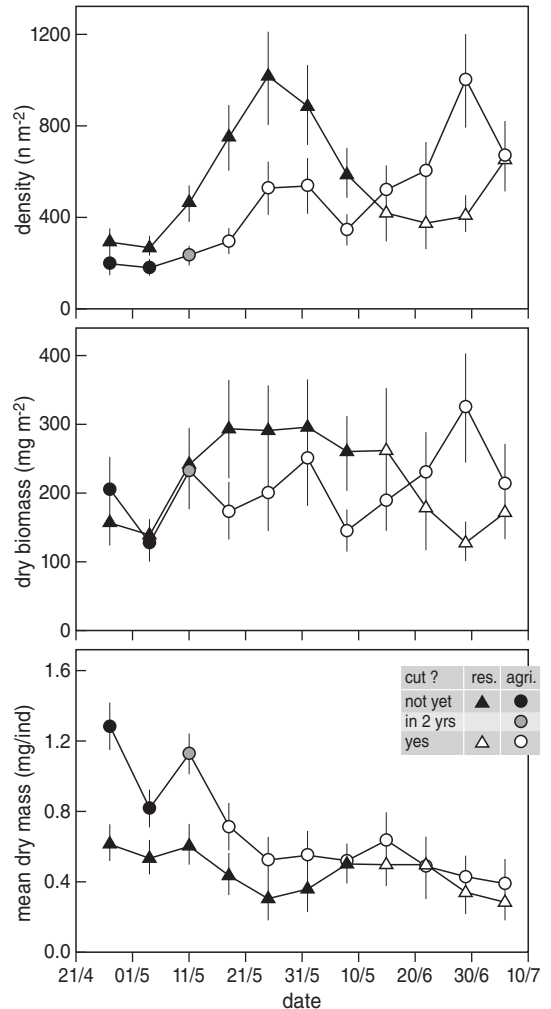 1200
800
400
0
density (n m-2)
400
300
200
100
0
dry biomass (mg m-2)
1.6
1.2
0.8
0.4
0.0
mean dry mass (mg/ind)
cut ? res. agri.
not yet
in 2 yrs
yes
21/4 01/5 11/5 21/5 31/5 10/5 20/6 30/6 10/7
date